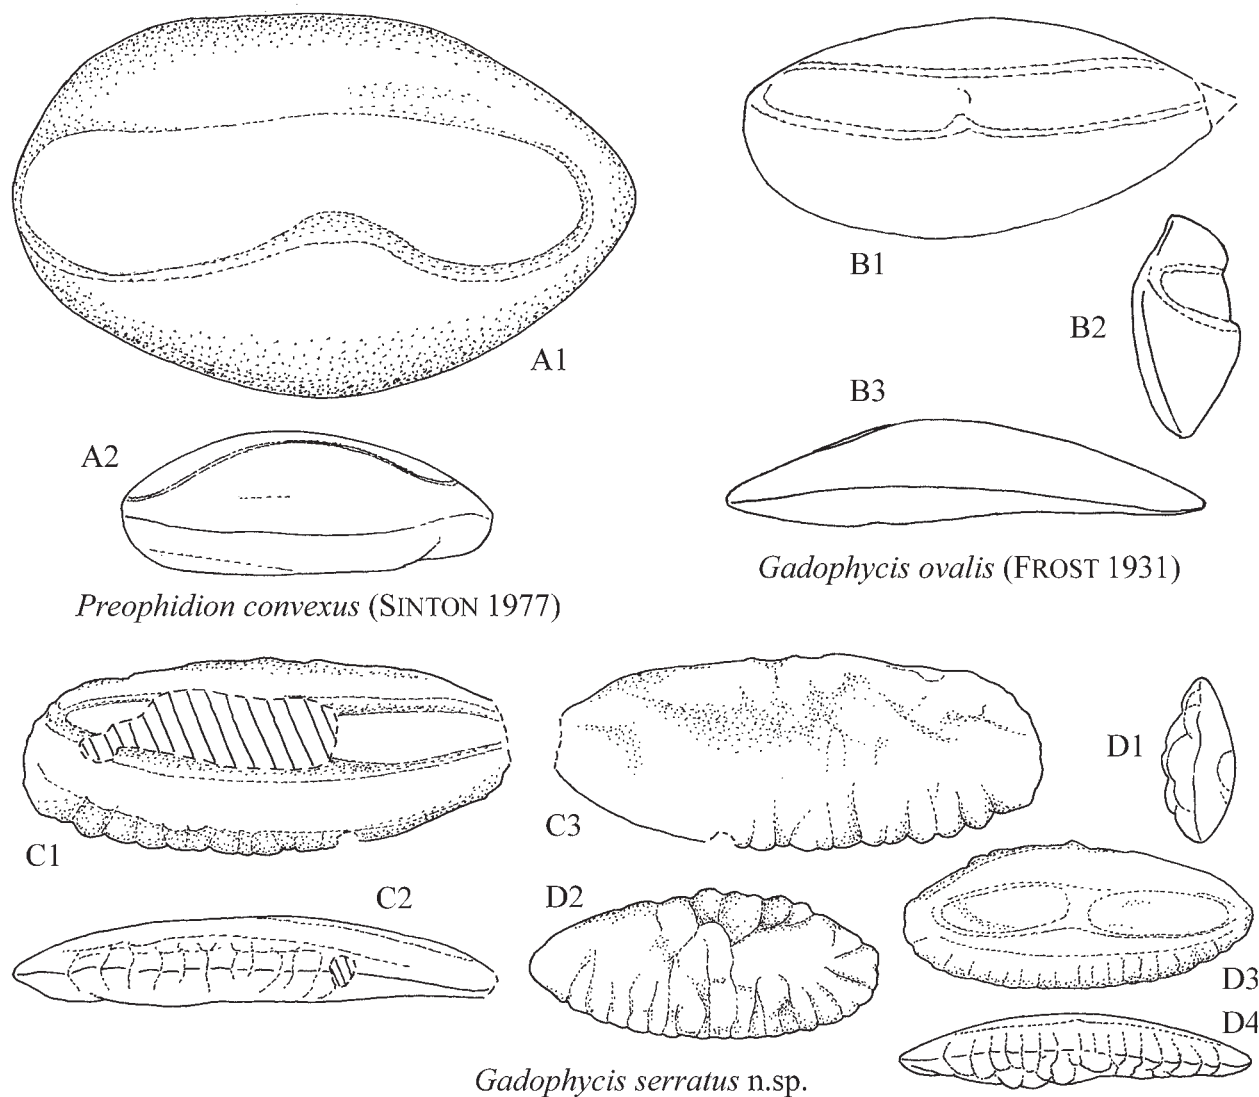 A1
B1
B2
A2
B3
Preophidion convexus (SINTON 1977)
Gadophycis ovalis (FROST 1931)
C1
C3
D1
C2
D2
D3
D4
Gadophycis serratus n.sp.